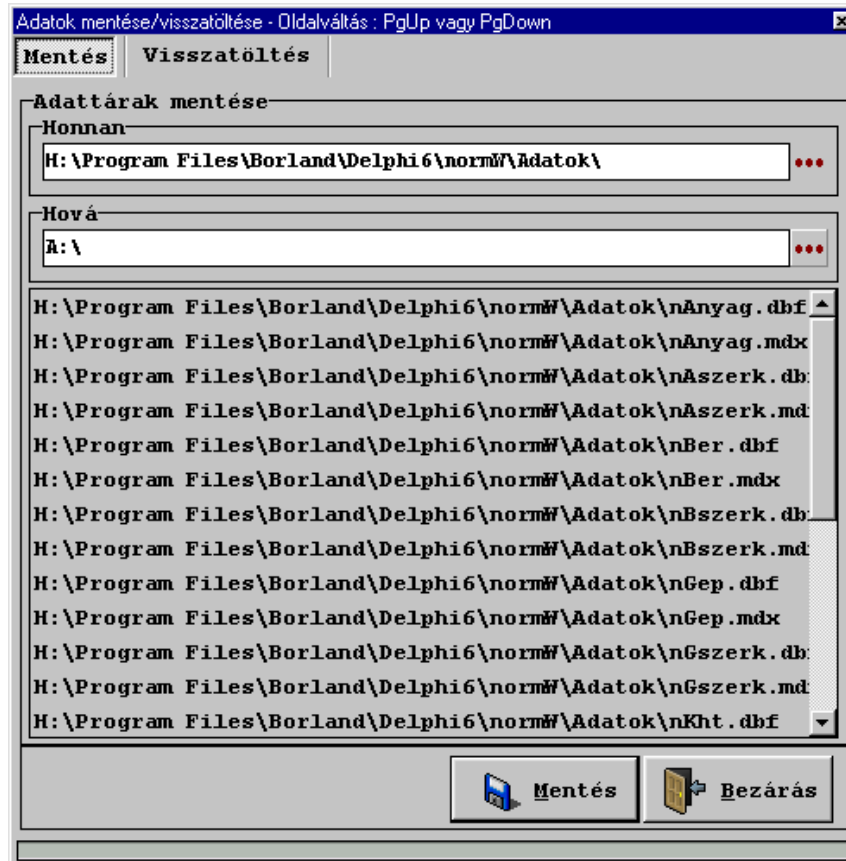 Adatok mentése/visszatöltése - Oldalváltás : PgUp vagy PgDown
Mentés Visszatöltés
Adattárak mentése
Honnan
H:\Program Files\Borland\Delphi6\normW\Adatok\
Hová
A:\
H:\Program Files\Borland\Delphi6\normW\Adatok\nAnyag.dbf
H:\Program Files\Borland\Delphi6\normW\Adatok\nAnyag.mdx
H:\Program Files\Borland\Delphi6\normW\Adatok\nAszerk.db
H:\Program Files\Borland\Delphi6\normW\Adatok\nAszerk.md
H:\Program Files\Borland\Delphi6\normW\Adatok\nBer.dbf
H:\Program Files\Borland\Delphi6\normW\Adatok\nBer.mdx
H:\Program Files\Borland\Delphi6\normW\Adatok\nBszerk.db
H:\Program Files\Borland\Delphi6\normW\Adatok\nBszerk.md
H:\Program Files\Borland\Delphi6\normW\Adatok\nGep.dbf
H:\Program Files\Borland\Delphi6\normW\Adatok\nGep.mdx
H:\Program Files\Borland\Delphi6\normW\Adatok\nGszerk.db
H:\Program Files\Borland\Delphi6\normW\Adatok\nGszerk.md
H:\Program Files\Borland\Delphi6\normW\Adatok\nKht.dbf
Mentés Bezárás